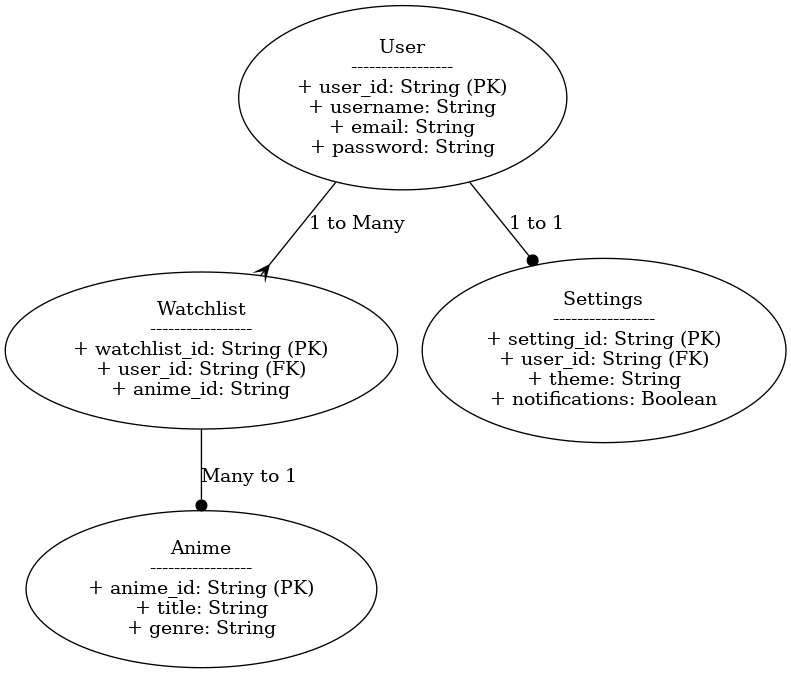 User
-----------------
+ user_id: String (PK)
+ username: String
+ email: String
+ password: String
1 to Many
1 to 1
Watchlist
-----------------
+ watchlist_id: String (PK)
+ user_id: String (FK)
+ anime_id: String
Settings
-----------------
+ setting_id: String (PK)
+ user_id: String (FK)
+ theme: String
+ notifications: Boolean
Many to 1
Anime
-----------------
+ anime_id: String (PK)
+ title: String
+ genre: String